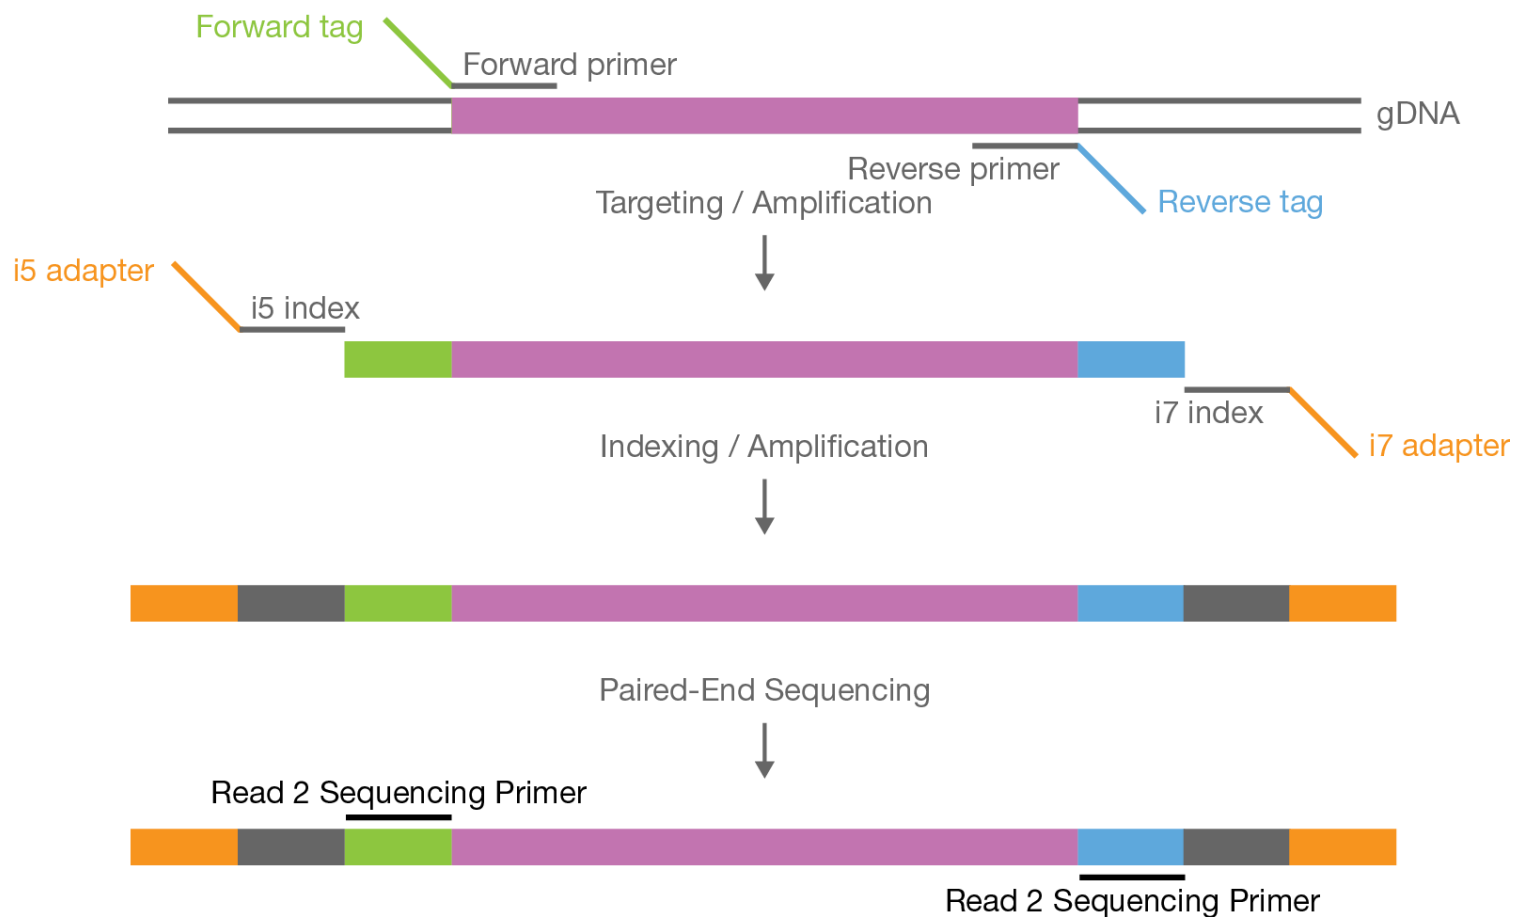 Forward tag
Forward primer
gDNA
Reverse primer
Reverse tag
Targeting / Amplification
i5 adapter
i5 index
i7 index
i7 adapter
Indexing / Amplification
Paired-End Sequencing
Read 2 Sequencing Primer
Read 2 Sequencing Primer